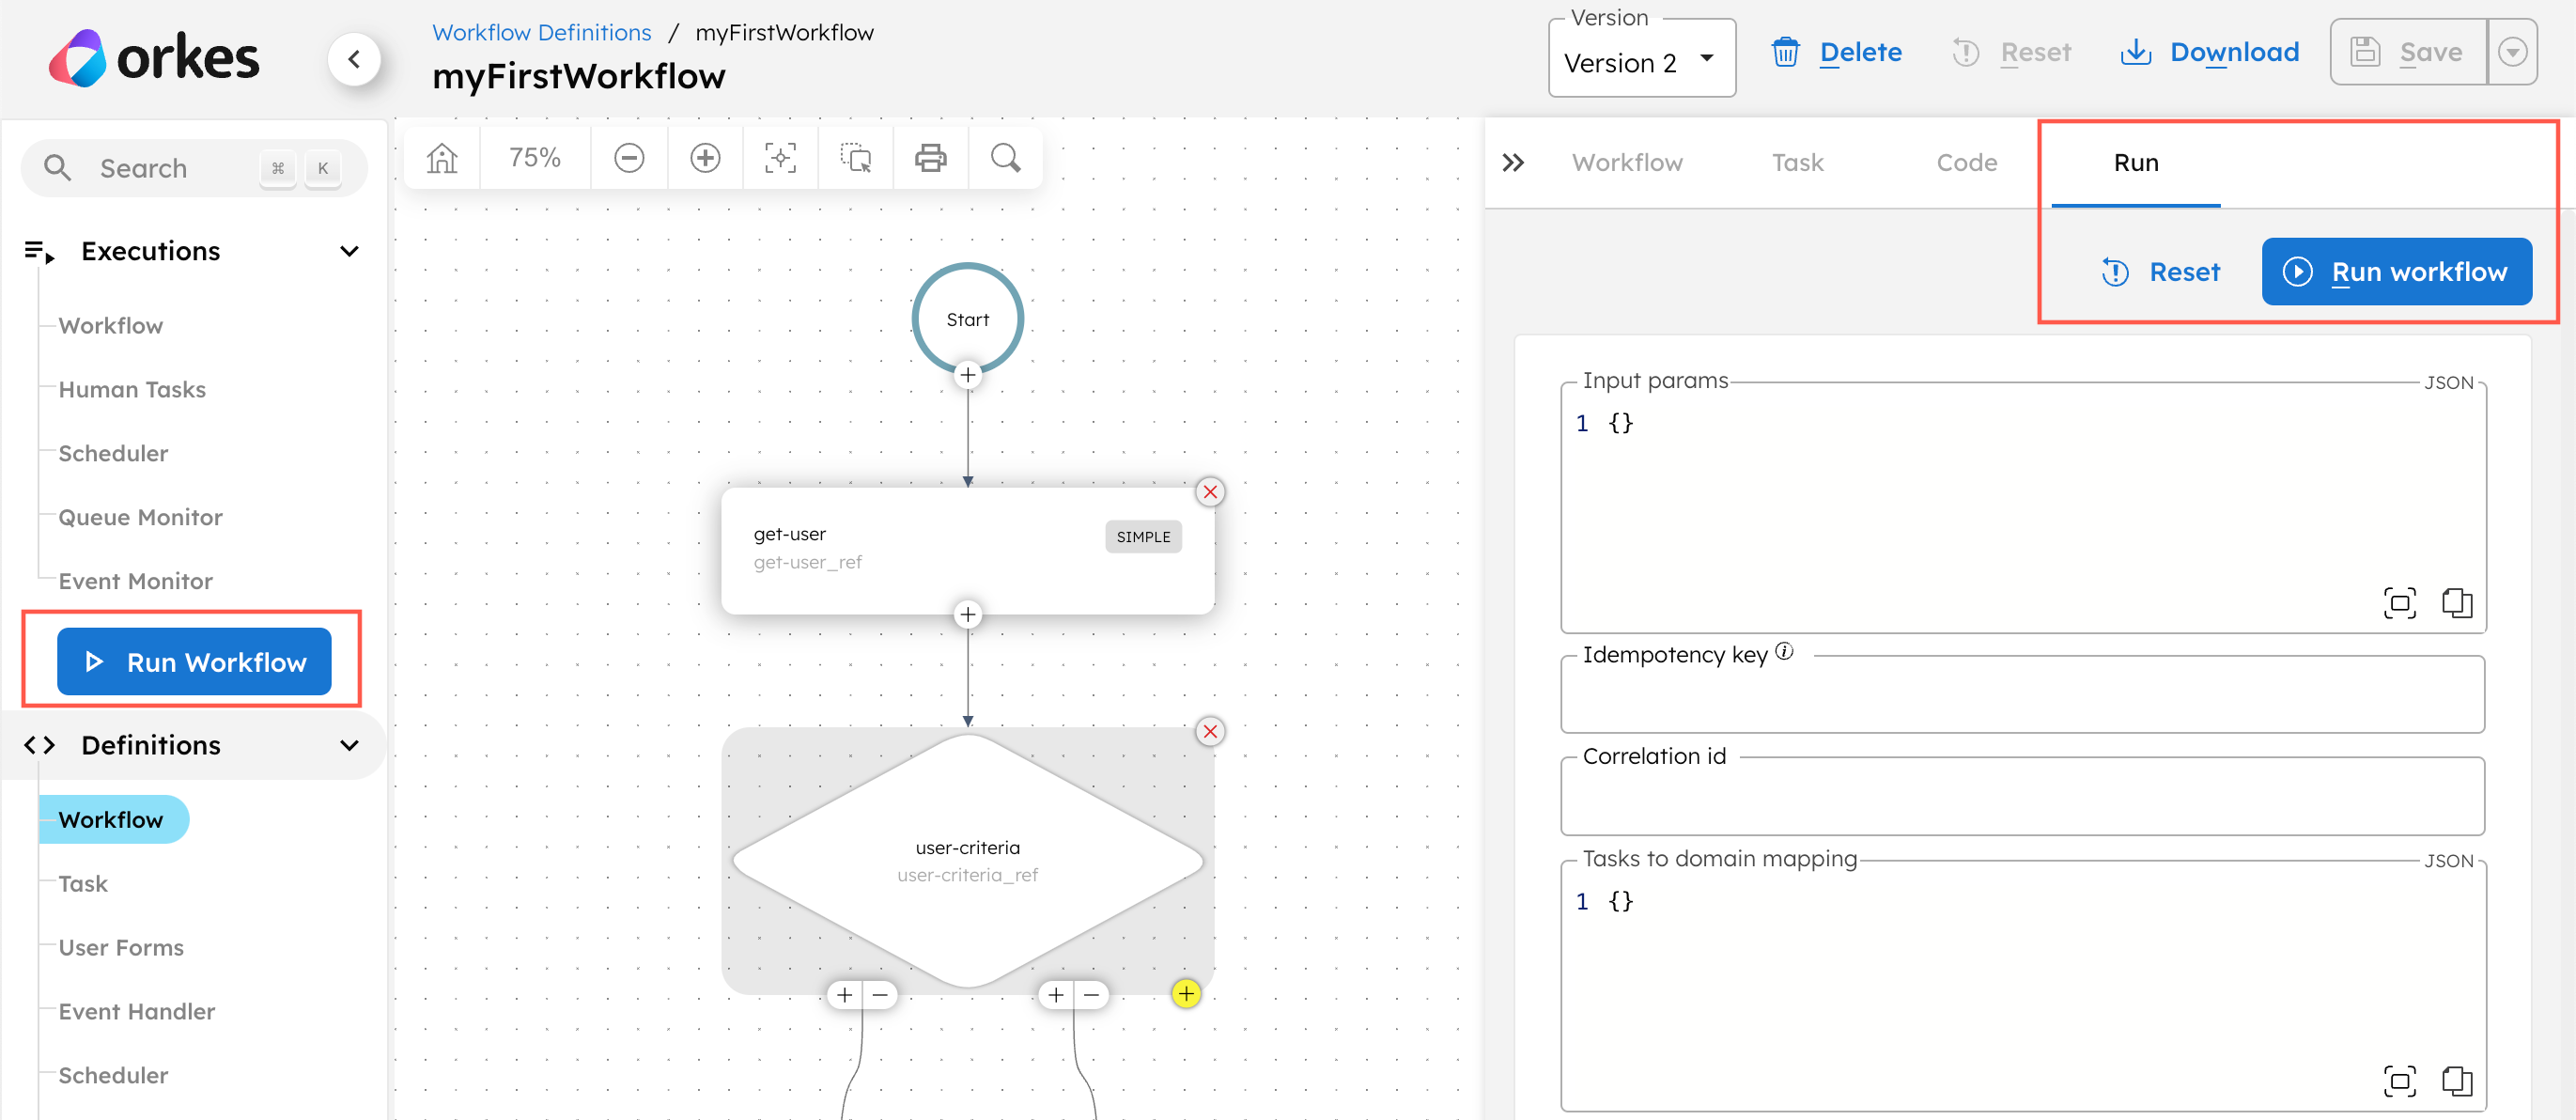 orkes
Workflow Definitions / myFirstWorkflow
myFirstWorkflow
Version
Version 2
Delete
Reset
Download
Save
Search
⌘ K
Executions
Workflow
Human Tasks
Scheduler
Queue Monitor
Event Monitor
Run Workflow
Definitions
Workflow
Task
User Forms
Event Handler
Scheduler
75%
Start
get-user
get-user_ref
SIMPLE
user-criteria
user-criteria_ref
Workflow Task Code Run
Reset
Run workflow
Input params JSON
1 {}
Idempotency key
Correlation id
Tasks to domain mapping JSON
1 {}